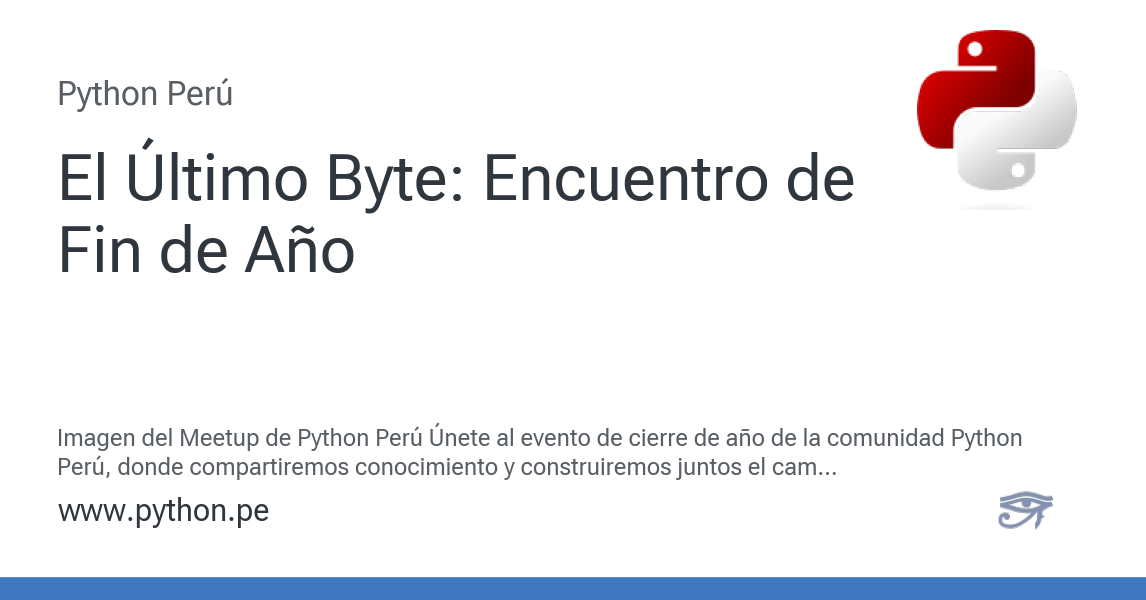 Python Perú
El Último Byte: Encuentro de
Fin de Año
Imagen del Meetup de Python Perú Únete al evento de cierre de año de la comunidad Python
Perú, donde compartiremos conocimiento y construiremos juntos el cam...
www.python.pe